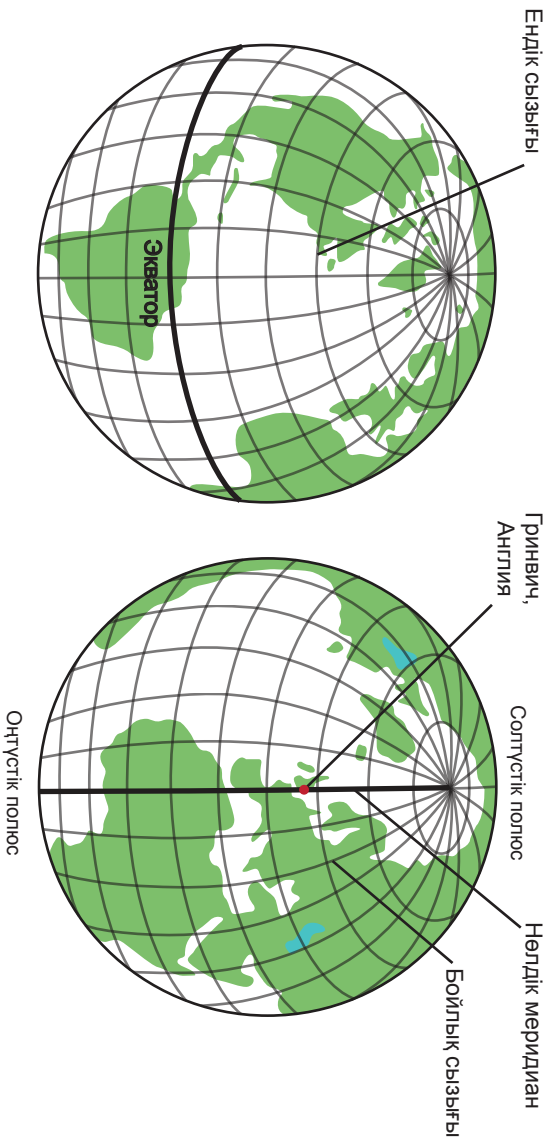 Ендік сызығы
Экватор
Гринвич,
Англия
Солтүстік полюс
Нөлдік меридиан
Бойлық сызығы
Оңтүстік полюс